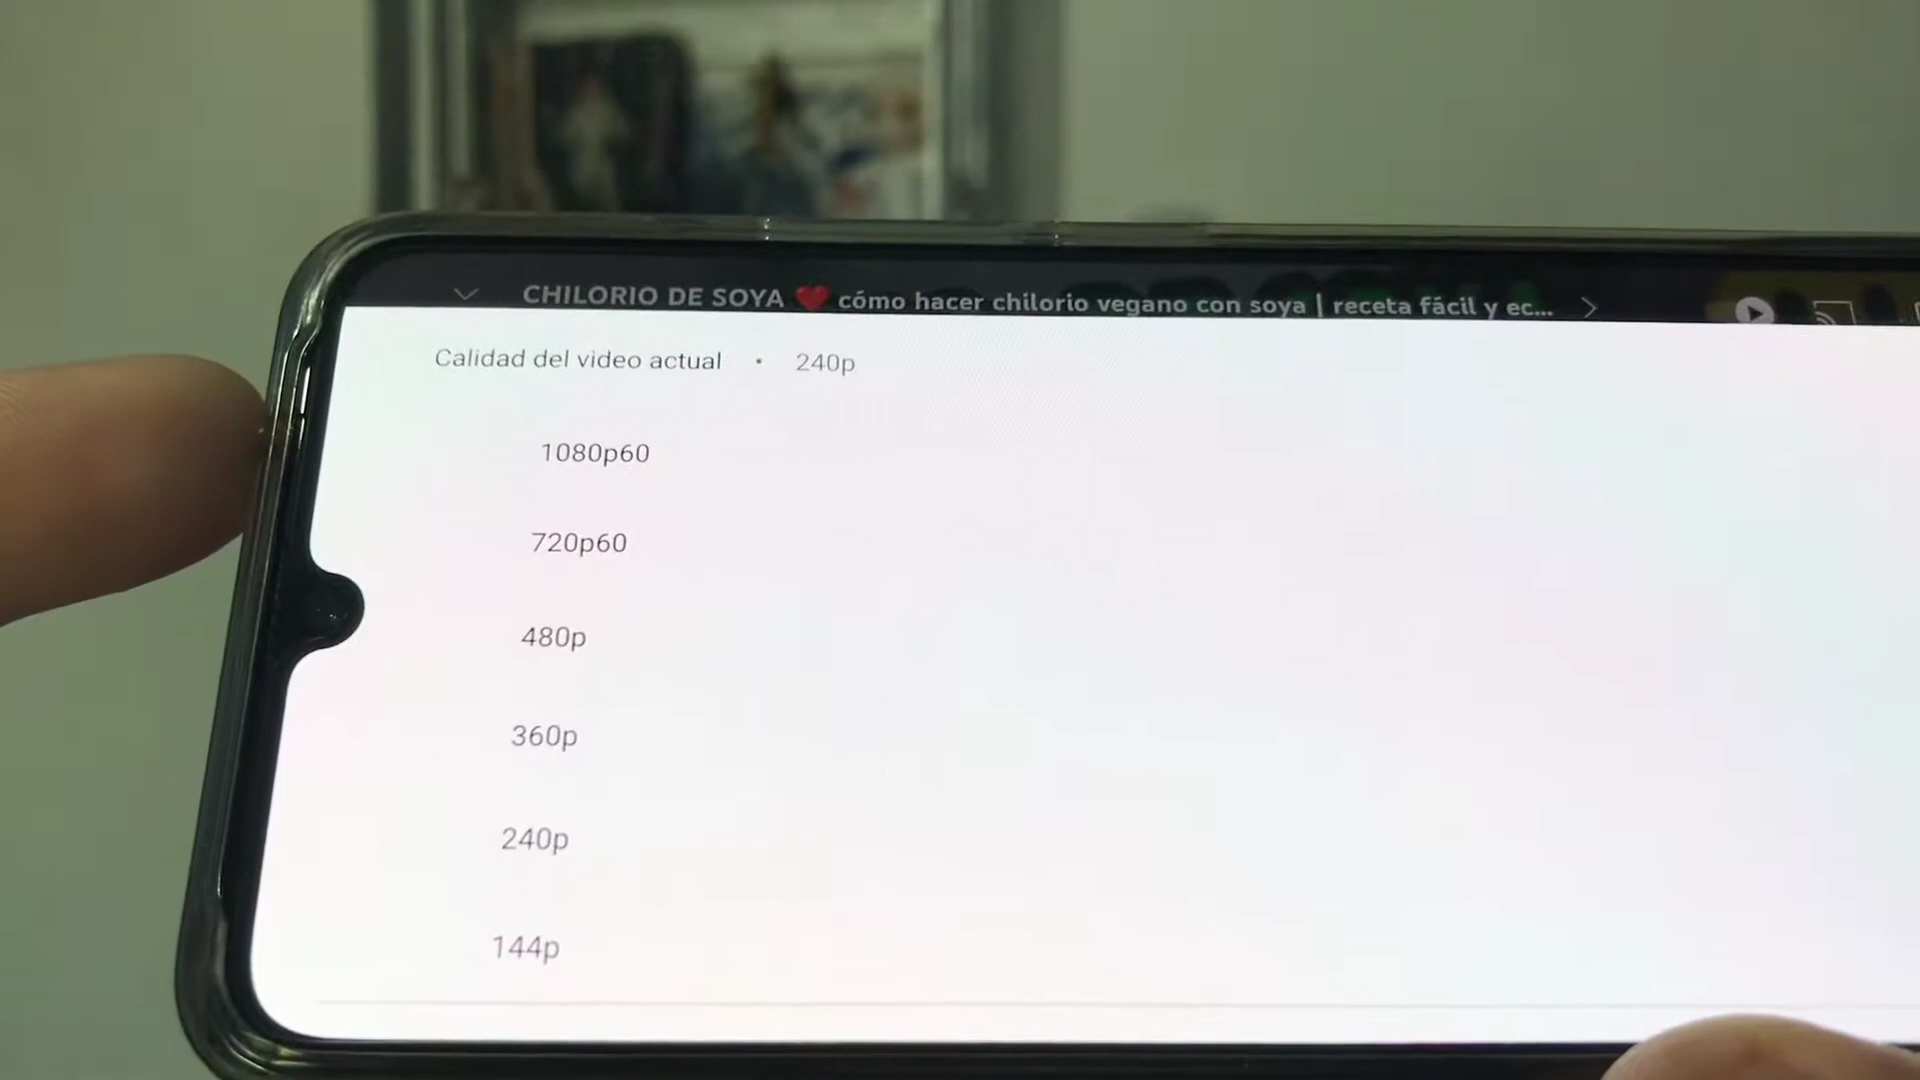 CHILORIO DE SOYA ❤️ cómo hacer chilorio vegano con soya | receta fácil y ec...
Calidad del video actual • 240p
1080p60
720p60
480p
360p
240p
144p